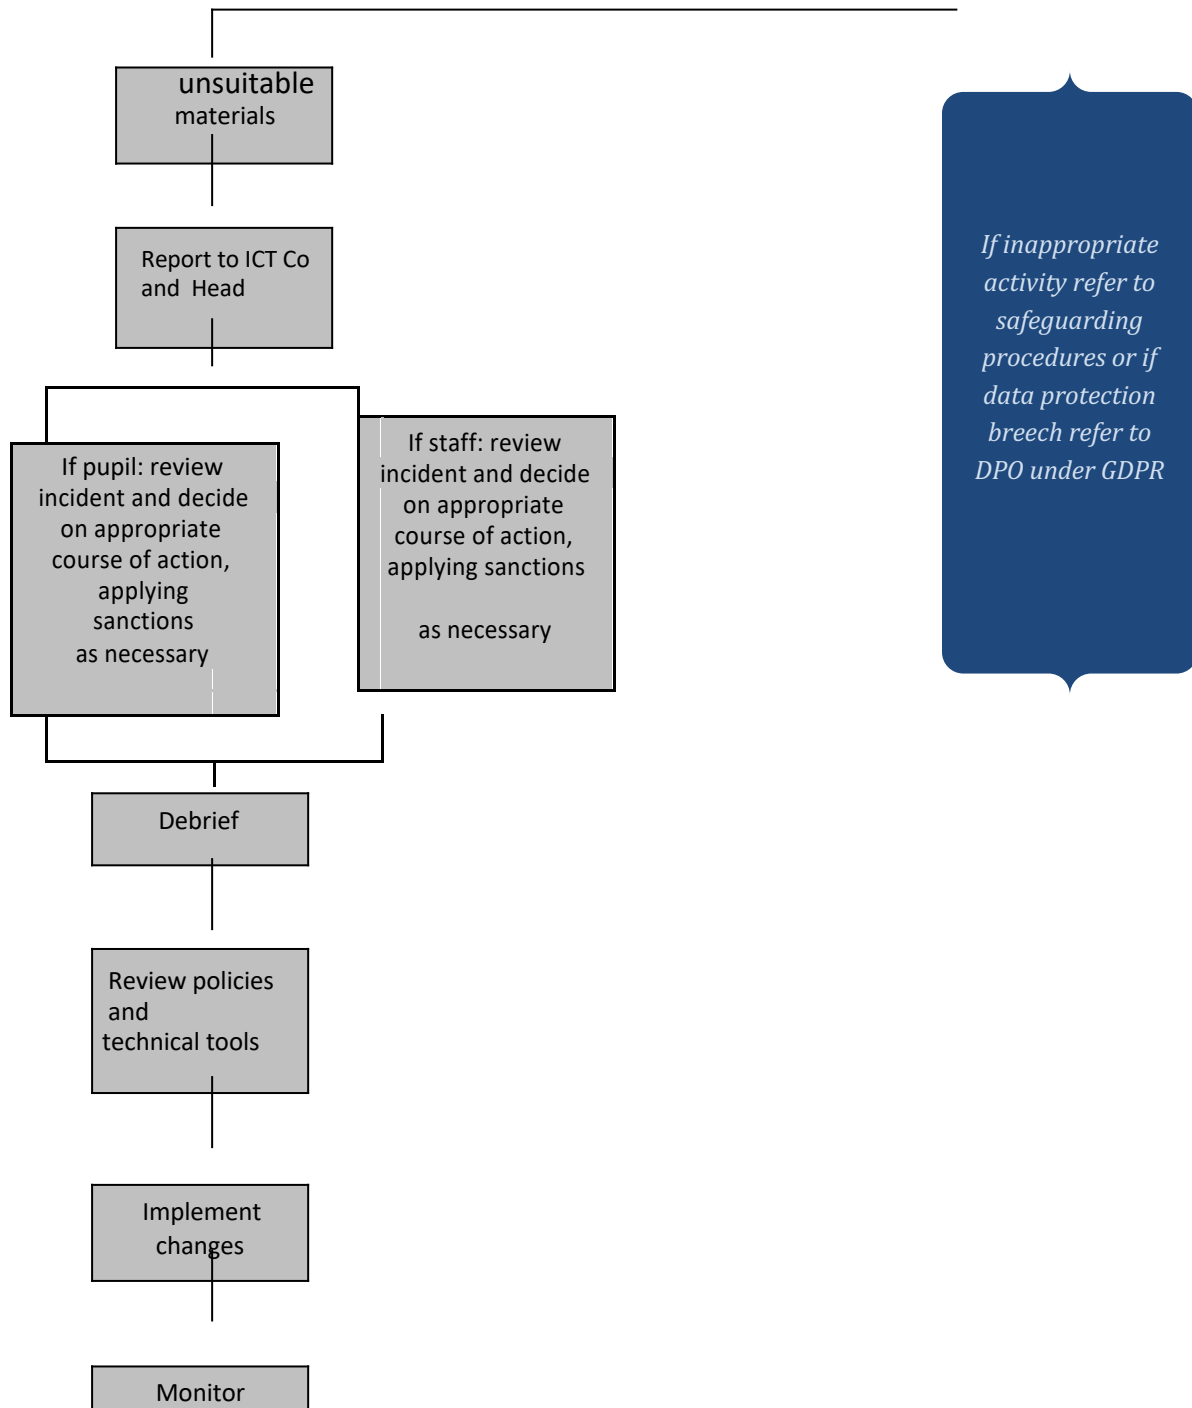 unsuitable
materials
Report to ICT Co
and Head
If pupil: review
incident and decide
on appropriate
course of action,
applying
sanctions
as necessary
If staff: review
incident and decide
on appropriate
course of action,
applying sanctions
as necessary
Debrief
Review policies
and
technical tools
Implement
changes
Monitor
If inappropriate
activity refer to
safeguarding
procedures or if
data protection
breech refer to
DPO under GDPR